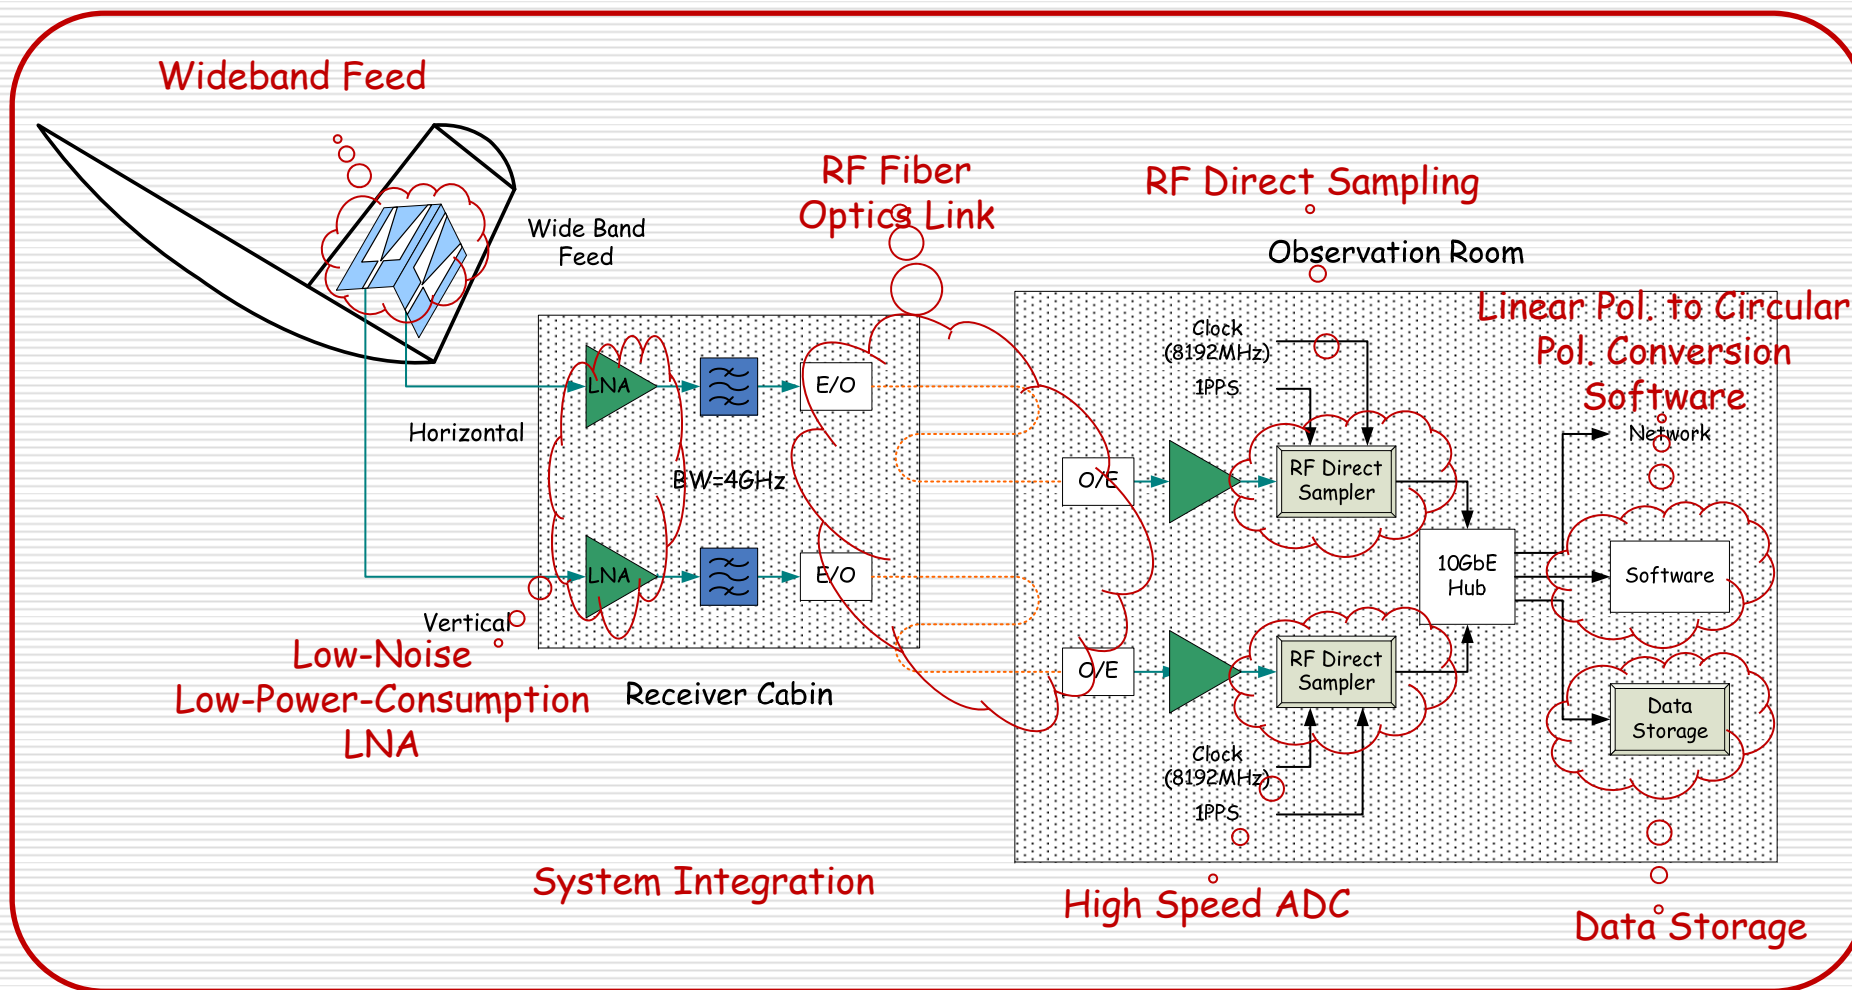 Wideband Feed
Wide Band
Feed
RF Fiber
Optics Link
RF Direct Sampling
Observation Room
Linear Pol. to Circular
Pol. Conversion
Software
Clock
(8192MHz)
1PPS
LNA
E/O
Horizontal
BW=4GHz
O/E
RF Direct
Sampler
Network
10GbE
Hub
Software
LNA
E/O
Vertical
Low-Noise
Low-Power-Consumption
LNA
Receiver Cabin
O/E
RF Direct
Sampler
Data
Storage
Clock
(8192MHz)
1PPS
System Integration
High Speed ADC
Data Storage